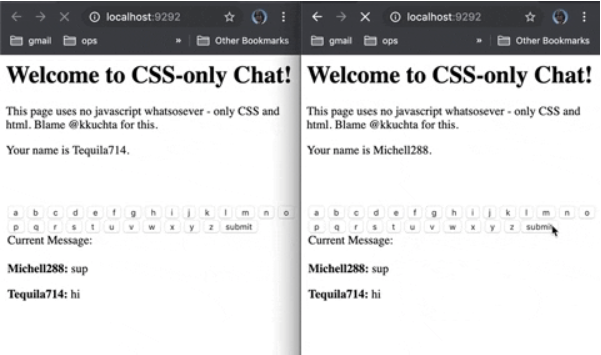 localhost:9292
gmail ops » Other Bookmarks
Welcome to CSS-only Chat!
This page uses no javascript whatsosever - only CSS and
html. Blame @kkuchta for this.
Your name is Tequila714.
a b c d e f g h i j k l m n o
p q r s t u v w x y z submit
Current Message:
Michell288: sup
Tequila714: hi
localhost:9292
gmail ops » Other Bookmarks
Welcome to CSS-only Chat!
This page uses no javascript whatsosever - only CSS and
html. Blame @kkuchta for this.
Your name is Michell288.
a b c d e f g h i j k l m n o
p q r s t u v w x y z submit
Current Message:
Michell288: sup
Tequila714: hi